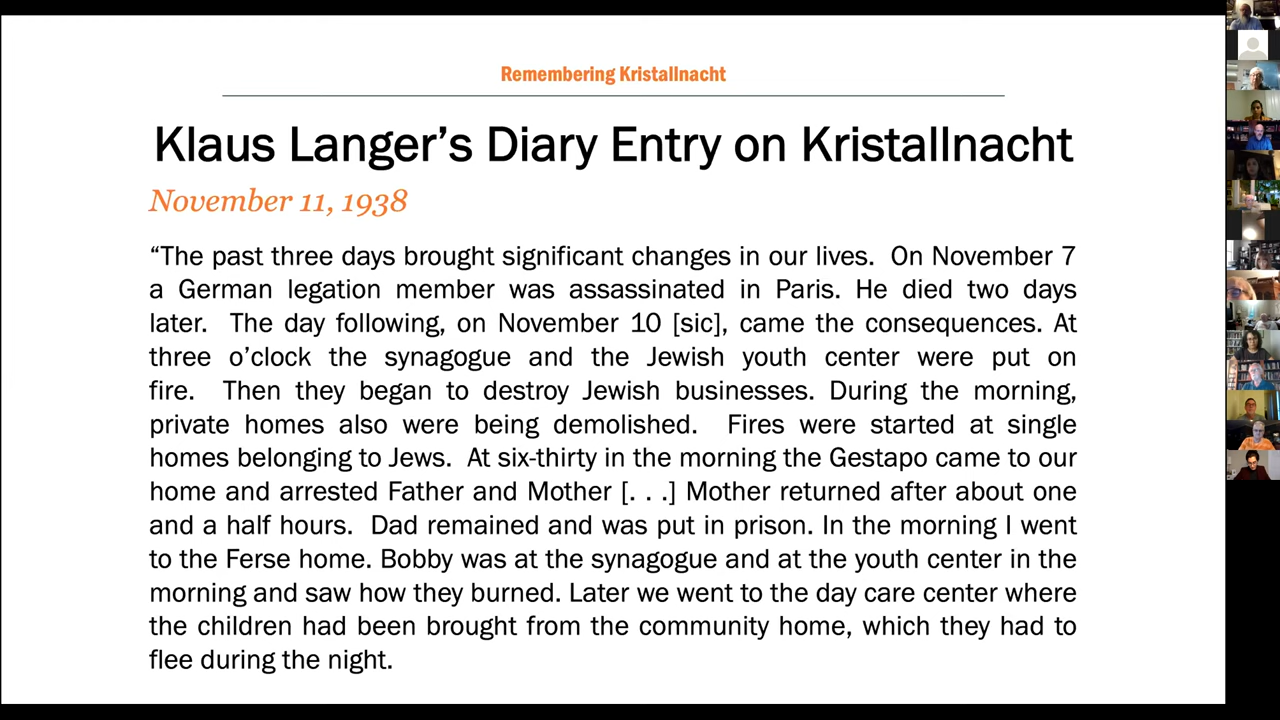 Remembering Kristallnacht
Klaus Langer’s Diary Entry on Kristallnacht
November 11, 1938
“The past three days brought significant changes in our lives.  On November 7
a German legation member was assassinated in Paris. He died two days
later.  The day following, on November 10 [sic], came the consequences. At
three o’clock the synagogue and the Jewish youth center were put on
fire.  Then they began to destroy Jewish businesses. During the morning,
private homes also were being demolished.  Fires were started at single
homes belonging to Jews.  At six-thirty in the morning the Gestapo came to our
home and arrested Father and Mother [. . .] Mother returned after about one
and a half hours.  Dad remained and was put in prison. In the morning I went
to the Ferse home. Bobby was at the synagogue and at the youth center in the
morning and saw how they burned. Later we went to the day care center where
the children had been brought from the community home, which they had to
flee during the night.